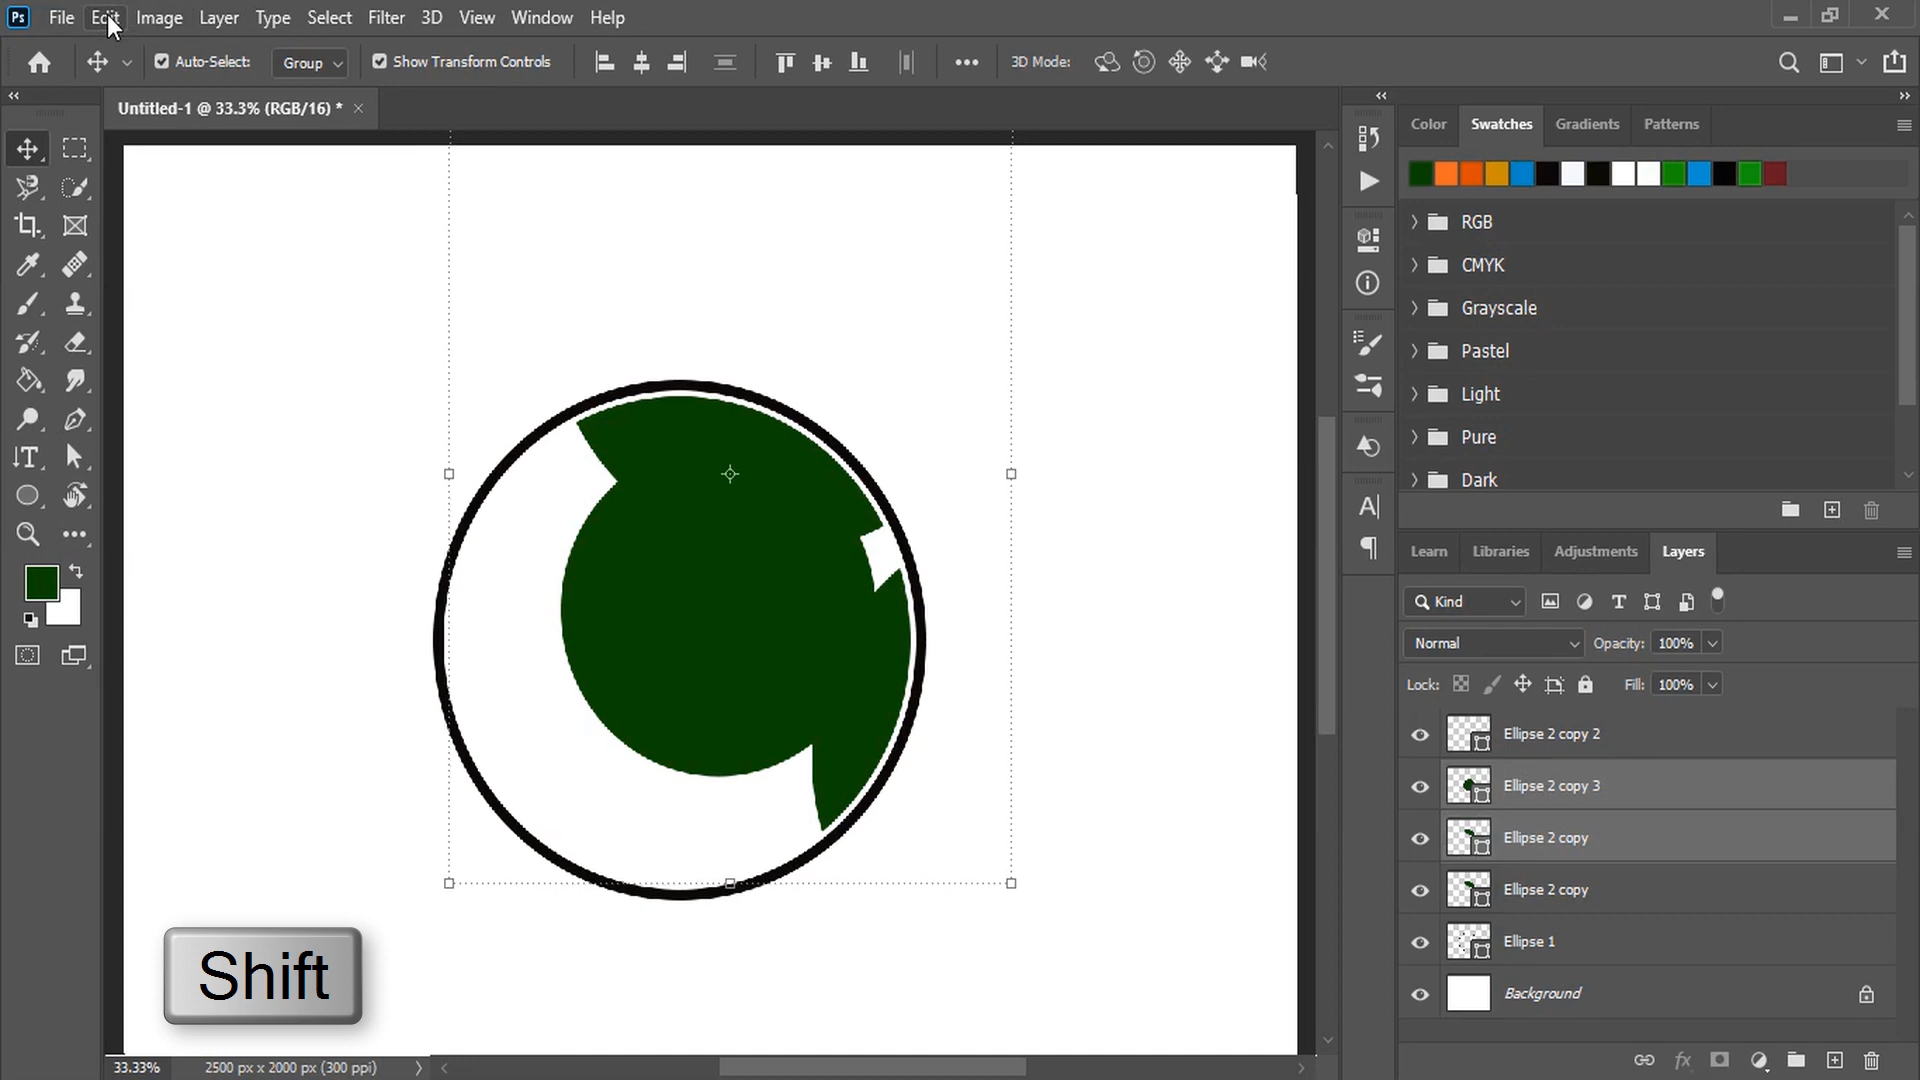 Ps File Edit Image Layer Type Select Filter 3D View Window Help
Auto-Select: Group Show Transform Controls 3D Mode:
Untitled-1 @ 33.3% (RGB/16) *
Color Swatches Gradients Patterns
RGB
CMYK
Grayscale
Pastel
Light
Pure
Dark
Learn Libraries Adjustments Layers
Kind
Normal Opacity: 100%
Lock: Fill: 100%
Ellipse 2 copy 2
Ellipse 2 copy 3
Ellipse 2 copy
Ellipse 2 copy
Ellipse 1
Background
Shift
33.33% 2500 px x 2000 px (300 ppi)